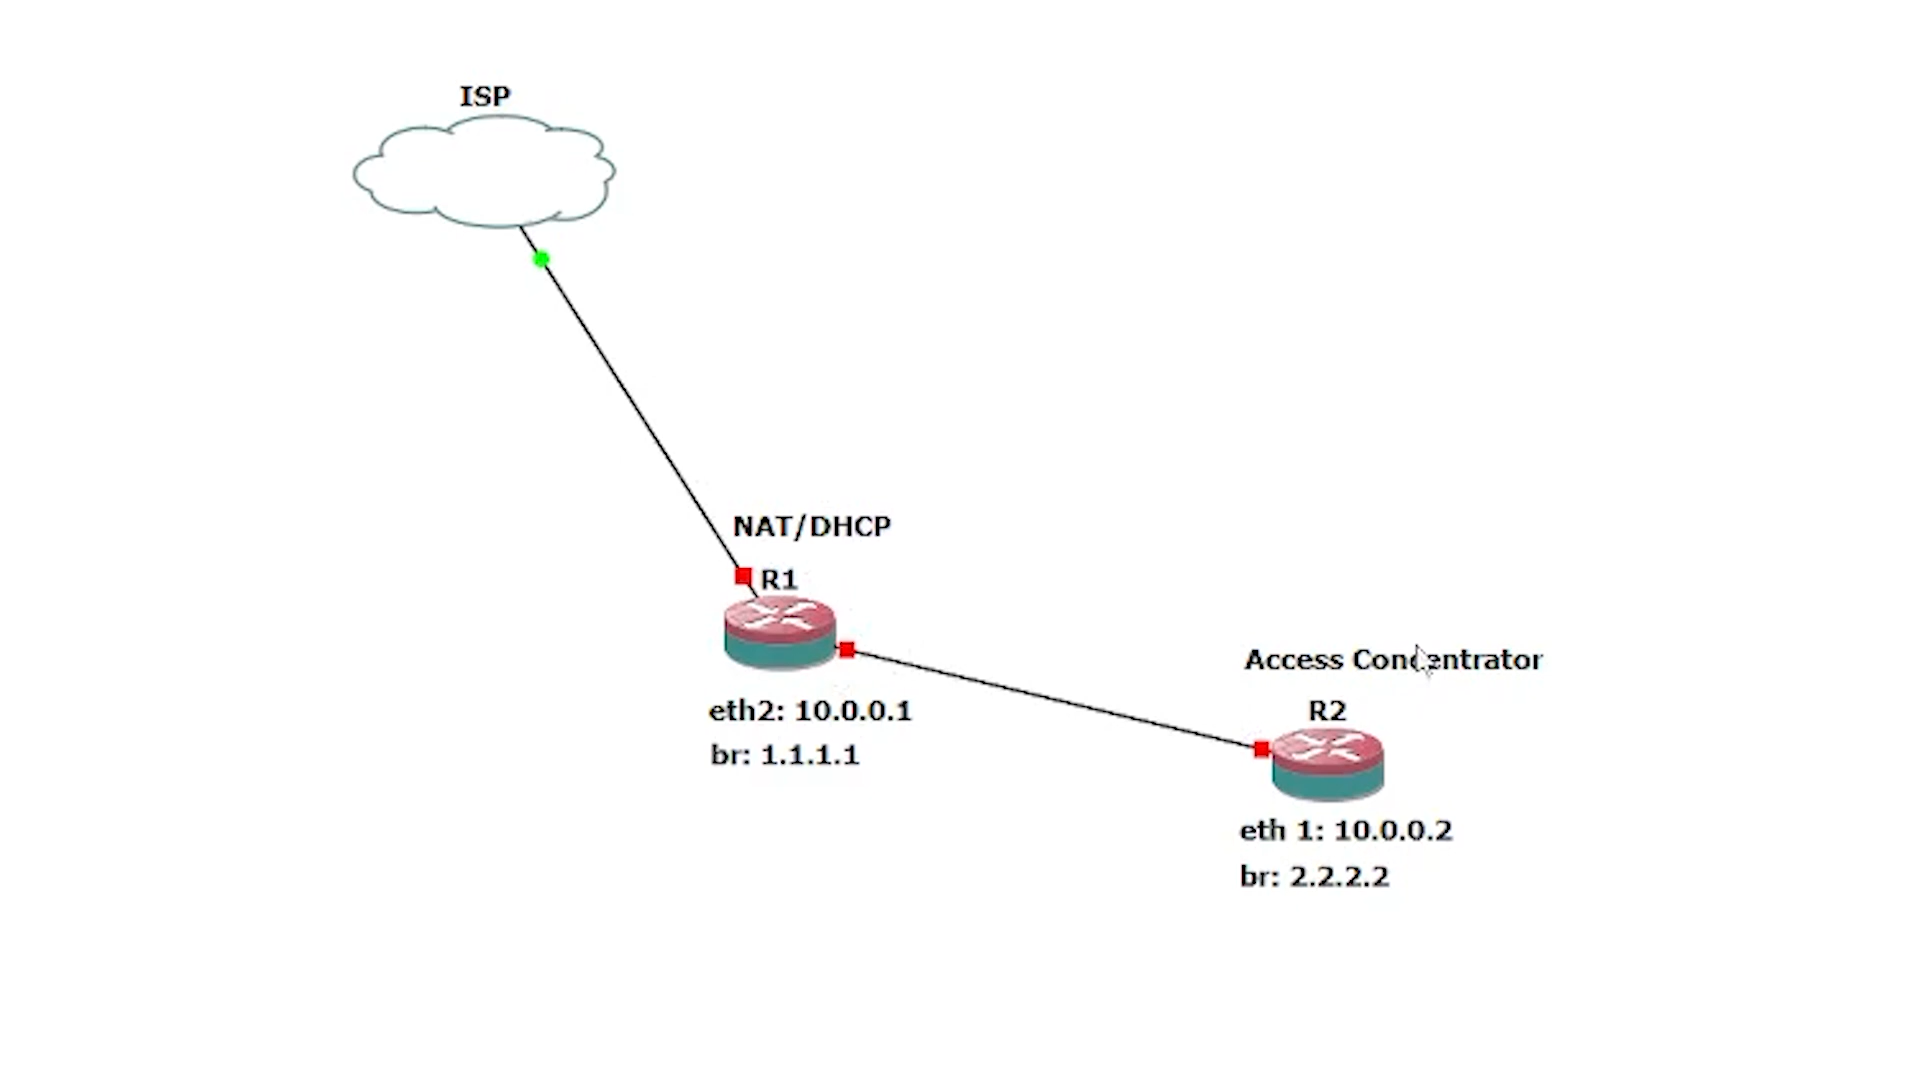 ISP
NAT/DHCP
R1
eth2: 10.0.0.1
br: 1.1.1.1
Access Concentrator
R2
eth 1: 10.0.0.2
br: 2.2.2.2